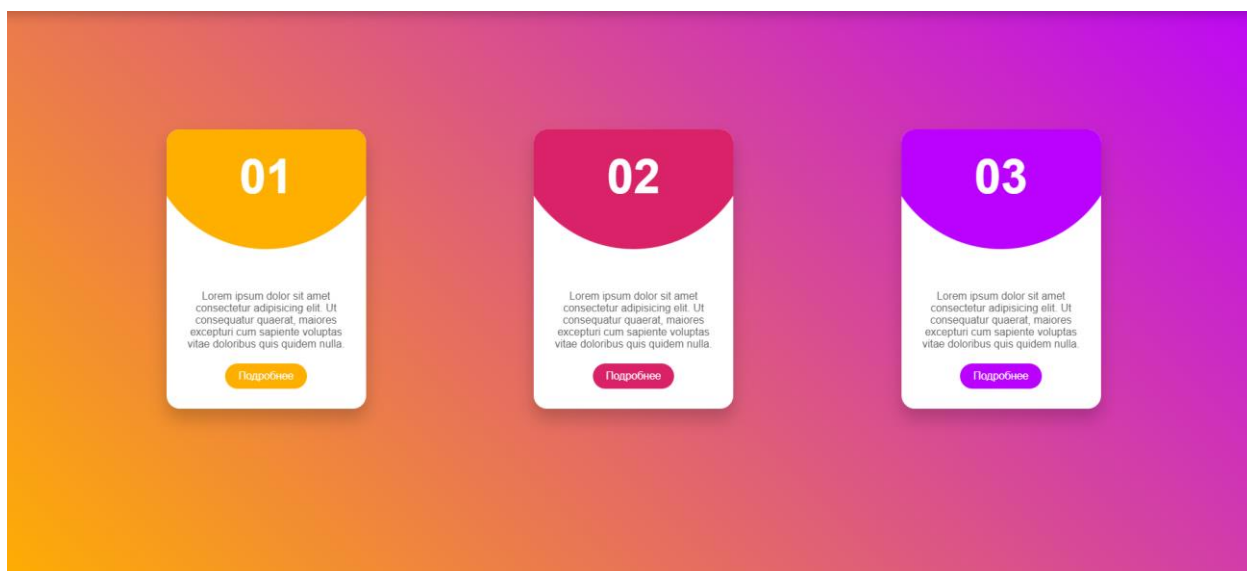 01
Lorem ipsum dolor sit amet
consectetur adipisicing elit. Ut
consequatur quaerat, maiores
excepturi cum sapiente voluptas
vitae doloribus quis quidem nulla.
Подробнее
02
Lorem ipsum dolor sit amet
consectetur adipisicing elit. Ut
consequatur quaerat, maiores
excepturi cum sapiente voluptas
vitae doloribus quis quidem nulla.
Подробнее
03
Lorem ipsum dolor sit amet
consectetur adipisicing elit. Ut
consequatur quaerat, maiores
excepturi cum sapiente voluptas
vitae doloribus quis quidem nulla.
Подробнее